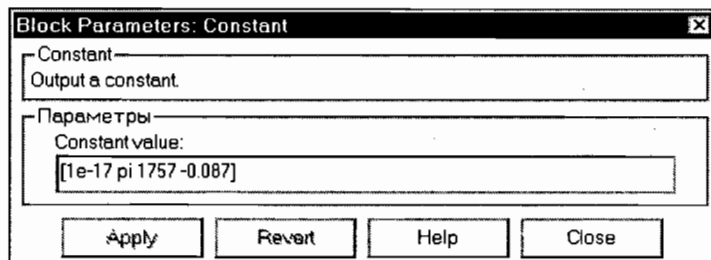 Block Parameters: Constant
Constant
Output a constant.
Параметры
Constant value:
[1e-17 pi 1757 -0.087]
Apply Revert Help Close